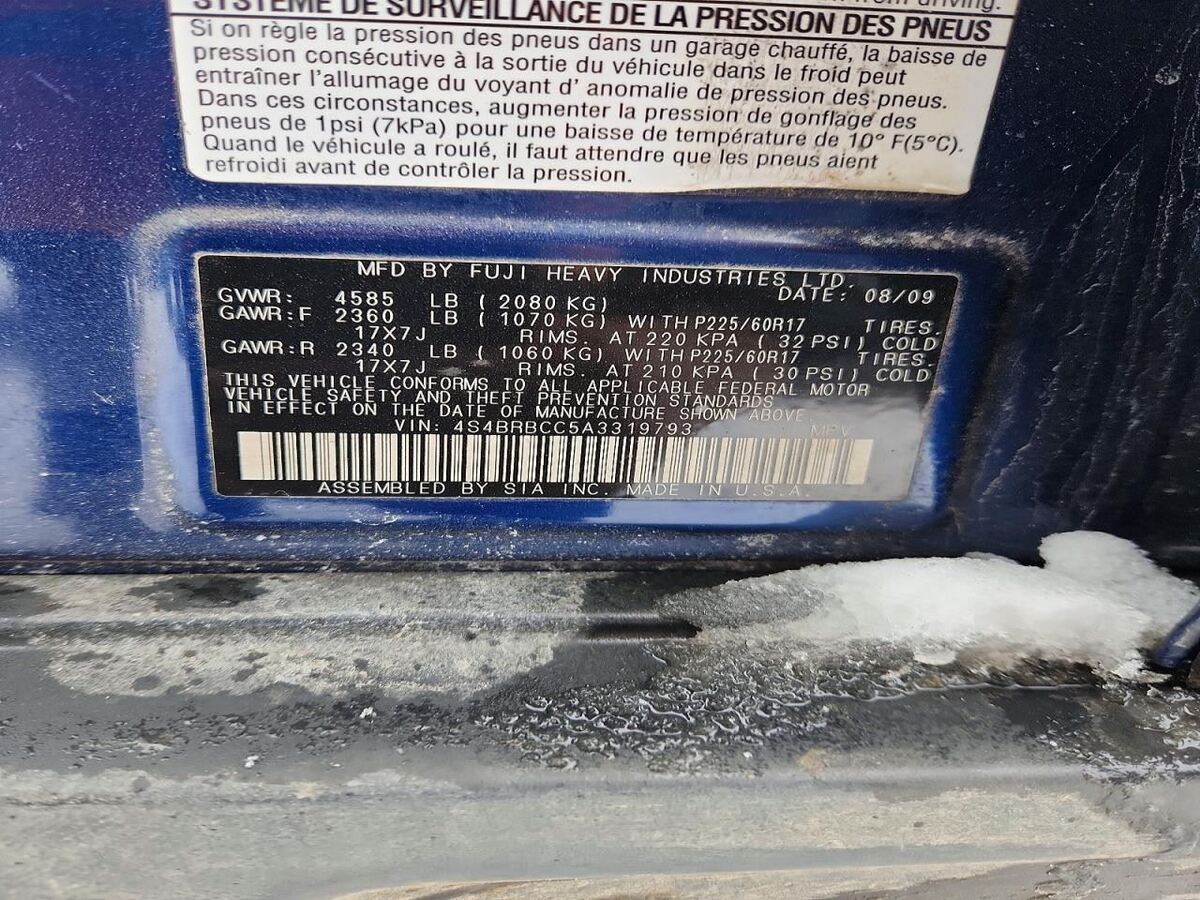 from driving.
SYSTÈME DE SURVEILLANCE DE LA PRESSION DES PNEUS
Si on règle la pression des pneus dans un garage chauffé, la baisse de
pression consécutive à la sortie du véhicule dans le froid peut
entraîner l'allumage du voyant d' anomalie de pression des pneus.
Dans ces circonstances, augmenter la pression de gonflage des
pneus de 1psi (7kPa) pour une baisse de température de 10° F(5°C).
Quand le véhicule a roulé, il faut attendre que les pneus aient
refroidi avant de contrôler la pression.
MFD BY FUJI HEAVY INDUSTRIES LTD.
DATE: 08/09
GVWR: 4585 LB ( 2080 KG)
GAWR:F 2360 LB ( 1070 KG) WITH P225/60R17 TIRES.
17X7J RIMS. AT 220 KPA ( 32 PSI) COLD
GAWR:R 2340 LB ( 1060 KG) WITH P225/60R17 TIRES.
17X7J RIMS. AT 210 KPA ( 30 PSI) COLD
THIS VEHICLE CONFORMS TO ALL APPLICABLE FEDERAL MOTOR
VEHICLE SAFETY AND THEFT PREVENTION STANDARDS
IN EFFECT ON THE DATE OF MANUFACTURE SHOWN ABOVE.
VIN: 4S4BRBCC5A3319793 MPV
ASSEMBLED BY SIA INC. MADE IN U.S.A.